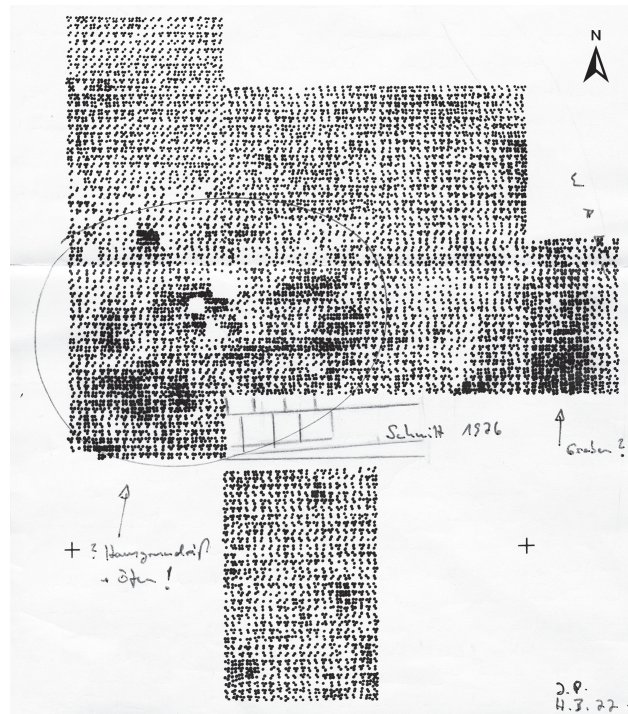 N
Schnitt 1976
Graben ?
? Hausgrundriß
+ Öfen !
J.P.
4.3.77